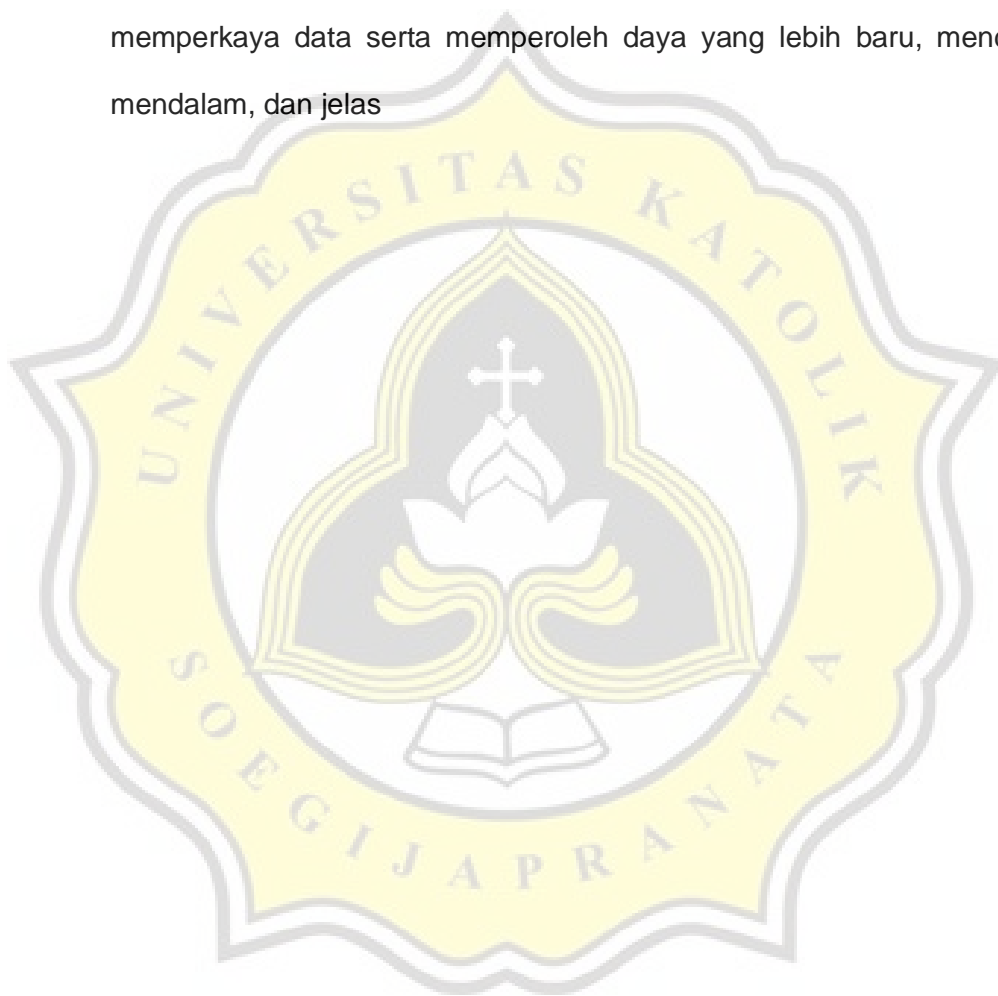 memperkaya data serta memperoleh daya yang lebih baru, 
mendalam, dan jelas
UNIVERSITAS KATOLIK
SOEGIJAPRANATA